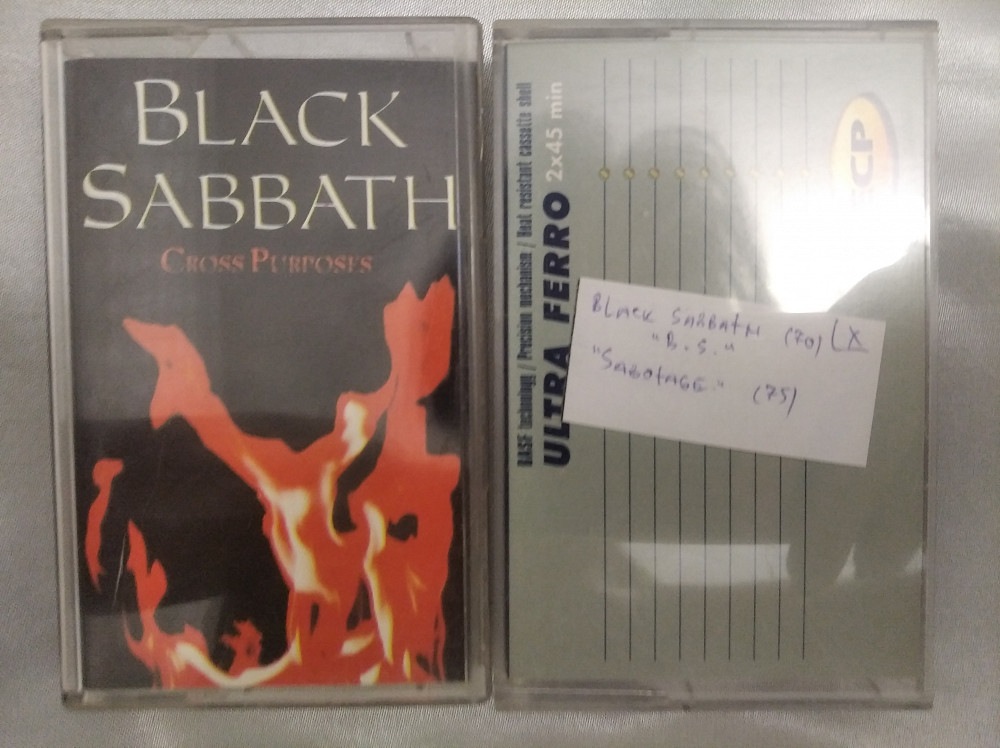 BLACK
SABBATH
CROSS PURPOSES
BASF technology / Precision mechanism / Heat resistant cassette shell
ULTRA FERRO 2x45 min
BLACK SABBATH (70) LX
"B.S."
"SABOTAGE" (75)